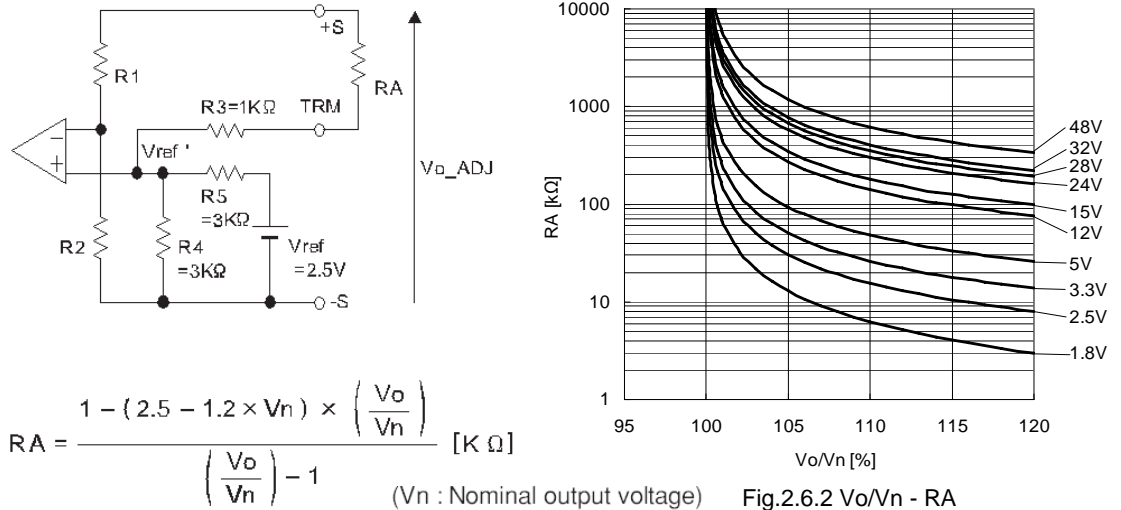 +S
R1
RA
R3=1KΩ
TRM
Vref '
−
+
Vo_ADJ
R5
=3KΩ
R2
R4
=3KΩ
Vref
=2.5V
-S
RA = 1 – ( 2.5 – 1.2 × Vn ) × ( Vo / Vn ) / ( Vo / Vn ) – 1 [K Ω]
(Vn : Nominal output voltage)
10000
1000
100
10
1
RA [kΩ]
48V
32V
28V
24V
15V
12V
5V
3.3V
2.5V
1.8V
95 100 105 110 115 120
Vo/Vn [%]
Fig.2.6.2 Vo/Vn - RA